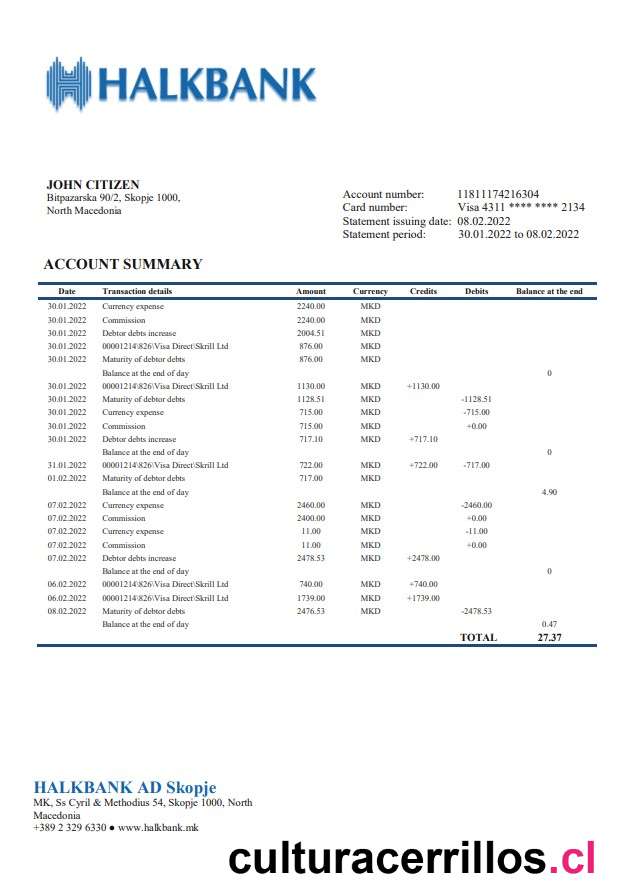 HALKBANK
JOHN CITIZEN
Bitpazarska 90/2, Skopje 1000,
North Macedonia
Account number: 11811174216304
Card number: Visa 4311 **** **** 2134
Statement issuing date: 08.02.2022
Statement period: 30.01.2022 to 08.02.2022
ACCOUNT SUMMARY
Date Transaction details Amount Currency Credits Debits Balance at the end
30.01.2022 Currency expense 2240.00 MKD
30.01.2022 Commission 2240.00 MKD
30.01.2022 Debtor debts increase 2004.51 MKD
30.01.2022 00001214\826\Visa Direct\Skrill Ltd 876.00 MKD
30.01.2022 Maturity of debtor debts 876.00 MKD
Balance at the end of day 0
30.01.2022 00001214\826\Visa Direct\Skrill Ltd 1130.00 MKD +1130.00
30.01.2022 Maturity of debtor debts 1128.51 MKD -1128.51
30.01.2022 Currency expense 715.00 MKD -715.00
30.01.2022 Commission 715.00 MKD +0.00
30.01.2022 Debtor debts increase 717.10 MKD +717.10
Balance at the end of day 0
31.01.2022 00001214\826\Visa Direct\Skrill Ltd 722.00 MKD +722.00 -717.00
01.02.2022 Maturity of debtor debts 717.00 MKD
Balance at the end of day 4.90
07.02.2022 Currency expense 2460.00 MKD -2460.00
07.02.2022 Commission 2400.00 MKD +0.00
07.02.2022 Currency expense 11.00 MKD -11.00
07.02.2022 Commission 11.00 MKD +0.00
07.02.2022 Debtor debts increase 2478.53 MKD +2478.00
Balance at the end of day 0
06.02.2022 00001214\826\Visa Direct\Skrill Ltd 740.00 MKD +740.00
06.02.2022 00001214\826\Visa Direct\Skrill Ltd 1739.00 MKD +1739.00
08.02.2022 Maturity of debtor debts 2476.53 MKD -2478.53
Balance at the end of day 0.47
TOTAL 27.37
HALKBANK AD Skopje
MK, Ss Cyril & Methodius 54, Skopje 1000, North
Macedonia
+389 2 329 6330 ● www.halkbank.mk
culturacerrillos.cl